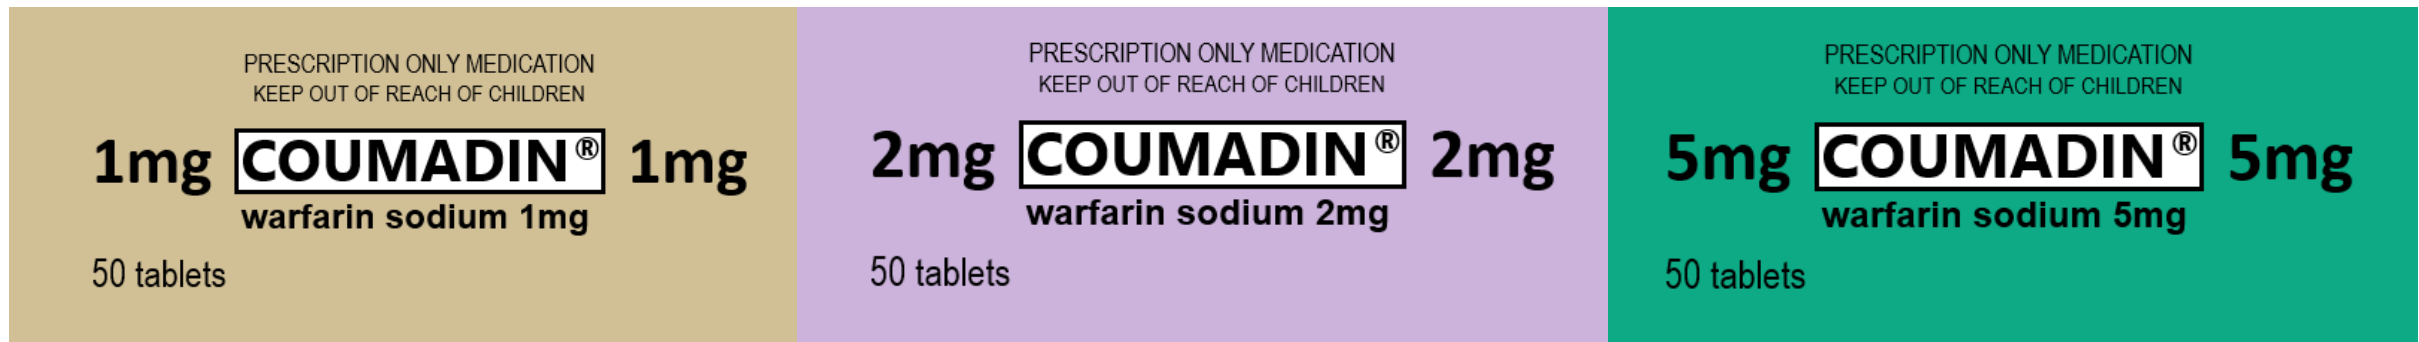 PRESCRIPTION ONLY MEDICATION
KEEP OUT OF REACH OF CHILDREN
1mg COUMADIN® 1mg
warfarin sodium 1mg
50 tablets
PRESCRIPTION ONLY MEDICATION
KEEP OUT OF REACH OF CHILDREN
2mg COUMADIN® 2mg
warfarin sodium 2mg
50 tablets
PRESCRIPTION ONLY MEDICATION
KEEP OUT OF REACH OF CHILDREN
5mg COUMADIN® 5mg
warfarin sodium 5mg
50 tablets